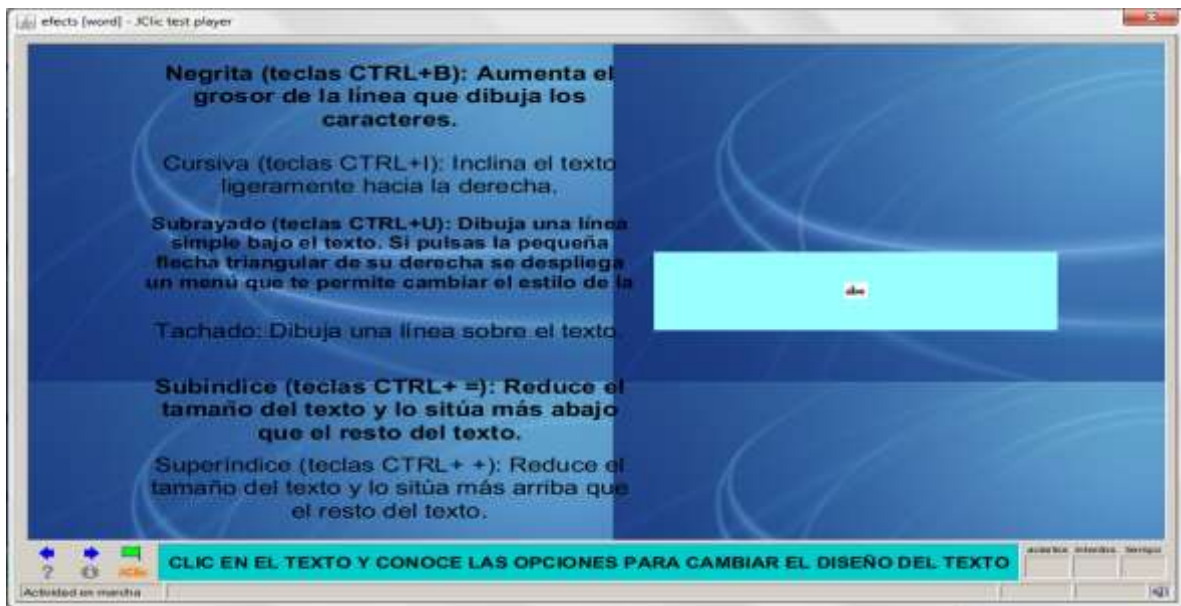 efects [word] - JClic test player
Negrita (teclas CTRL+B): Aumenta el
grosor de la línea que dibuja los
caracteres.
Cursiva (teclas CTRL+I): Inclina el texto
ligeramente hacia la derecha.
Subrayado (teclas CTRL+U): Dibuja una línea
simple bajo el texto. Si pulsas la pequeña
flecha triangular de su derecha se despliega
un menú que te permite cambiar el estilo de la
Tachado: Dibuja una línea sobre el texto.
abc
Subíndice (teclas CTRL+ =): Reduce el
tamaño del texto y lo sitúa más abajo
que el resto del texto.
Superíndice (teclas CTRL+ +): Reduce el
tamaño del texto y lo sitúa más arriba que
el resto del texto.
CLIC EN EL TEXTO Y CONOCE LAS OPCIONES PARA CAMBIAR EL DISEÑO DEL TEXTO
aciertos intentos tiempo
JClic
Actividad en marcha